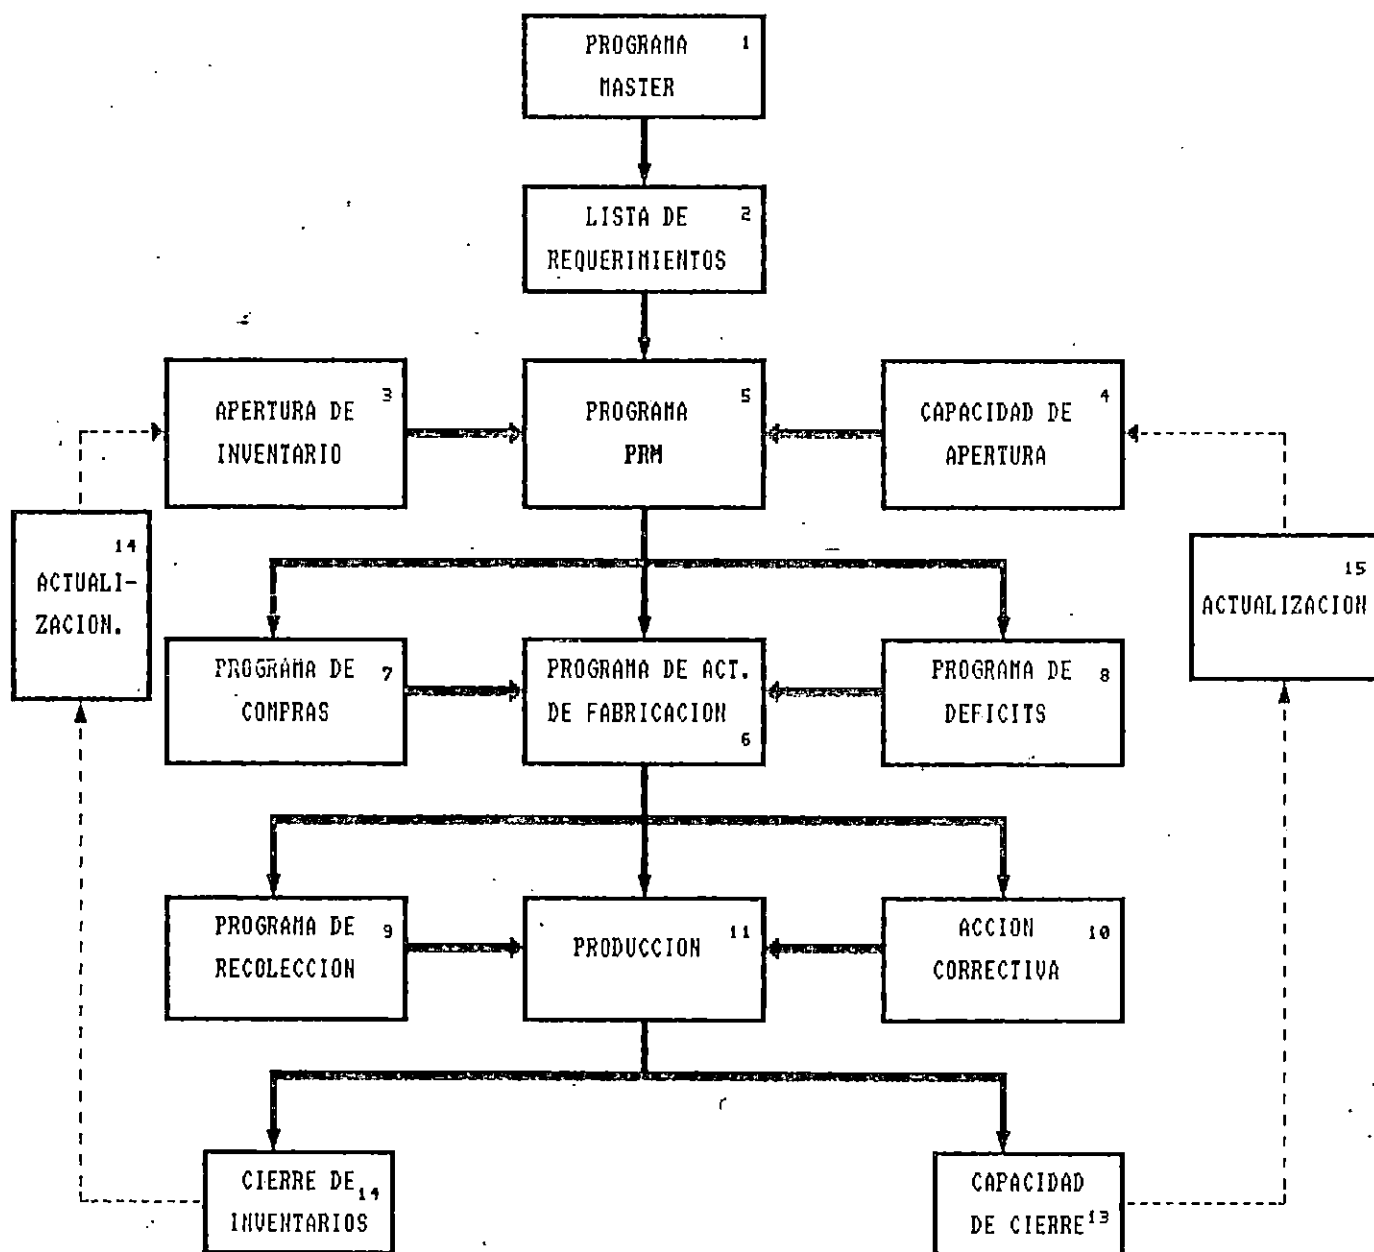 PROGRAMA 1
MASTER
LISTA DE 2
REQUERIMIENTOS
APERTURA DE 3
INVENTARIO
PROGRAMA 5
PRM
CAPACIDAD DE 4
APERTURA
14
ACTUALI-
ZACION.
15
ACTUALIZACION
PROGRAMA DE 7
COMPRAS
PROGRAMA DE ACT.
DE FABRICACION
6
PROGRAMA DE 8
DEFICITS
PROGRAMA DE 9
RECOLECCION
PRODUCCION 11
ACCION 10
CORRECTIVA
CIERRE DE 14
INVENTARIOS
CAPACIDAD
DE CIERRE 13